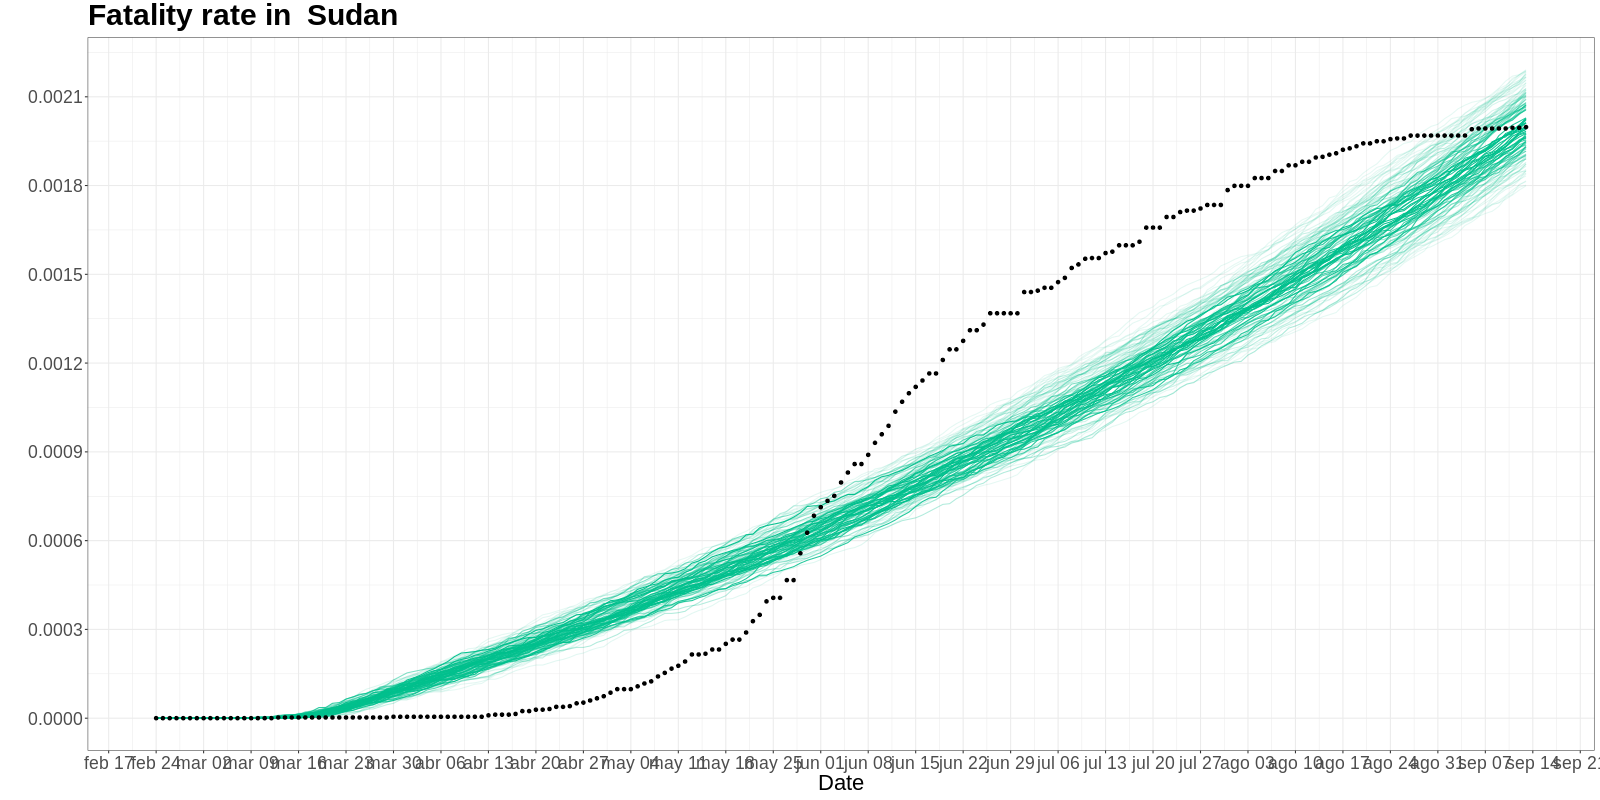 Fatality rate in  Sudan
0.0021
0.0018
0.0015
0.0012
0.0009
0.0006
0.0003
0.0000
feb 17 feb 24 mar 02 mar 09 mar 16 mar 23 mar 30 abr 06 abr 13 abr 20 abr 27 may 04 may 11 may 18 may 25 jun 01 jun 08 jun 15 jun 22 jun 29 jul 06 jul 13 jul 20 jul 27 ago 03 ago 10 ago 17 ago 24 ago 31 sep 07 sep 14 sep 21
Date